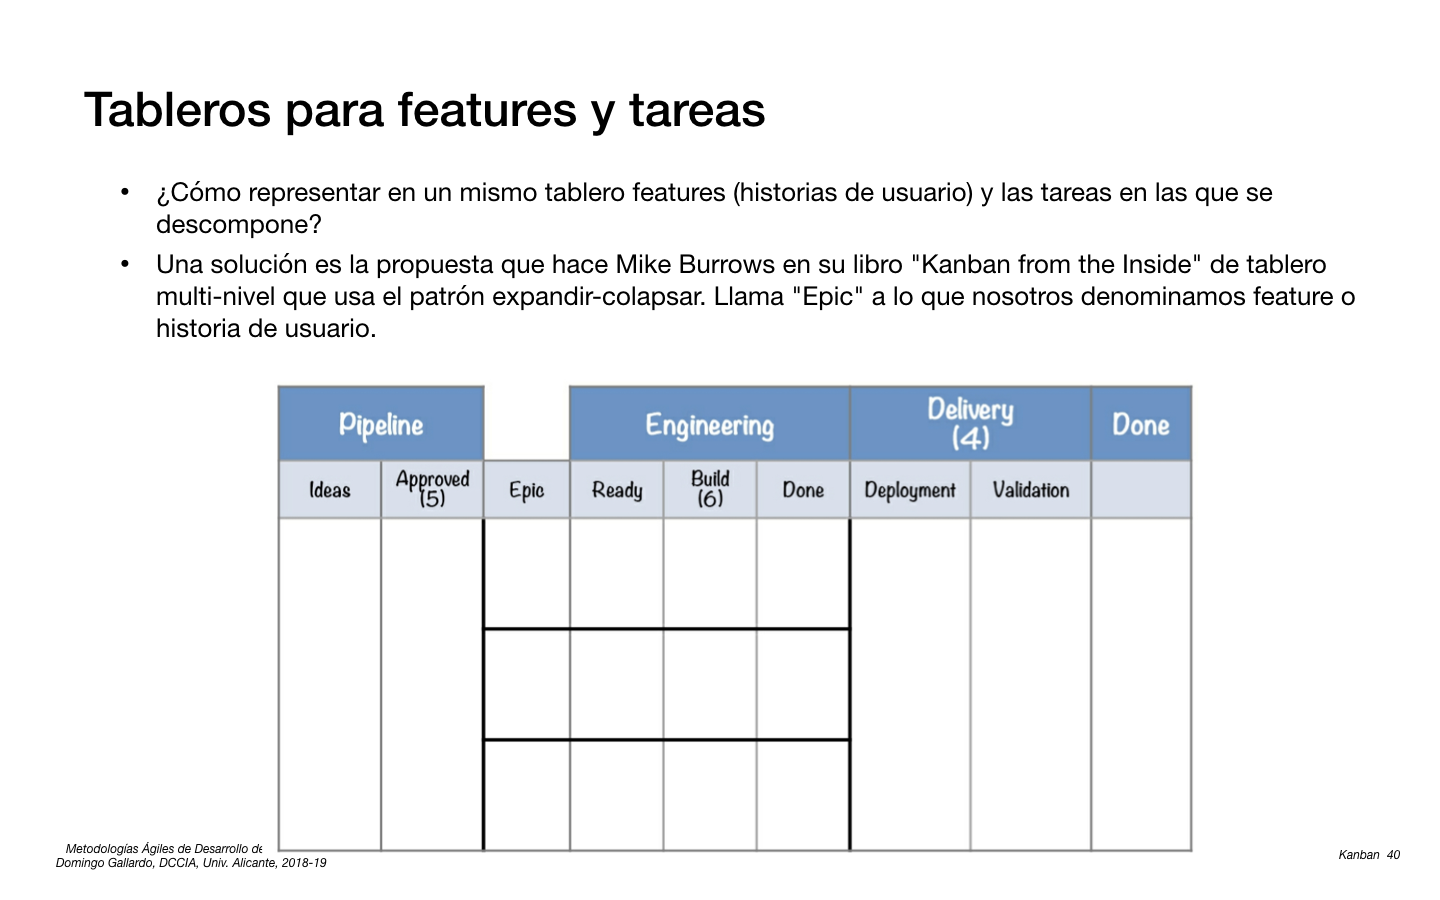 Tableros para features y tareas
• ¿Cómo representar en un mismo tablero features (historias de usuario) y las tareas en las que se
descompone?
• Una solución es la propuesta que hace Mike Burrows en su libro "Kanban from the Inside" de tablero
multi-nivel que usa el patrón expandir-colapsar. Llama "Epic" a lo que nosotros denominamos feature o
historia de usuario.
Pipeline
Engineering
Delivery
(4)
Done
Ideas
Approved
(5)
Epic
Ready
Build
(6)
Done
Deployment
Validation
Metodologías Ágiles de Desarrollo de
Domingo Gallardo, DCCIA, Univ. Alicante, 2018-19
Kanban 40